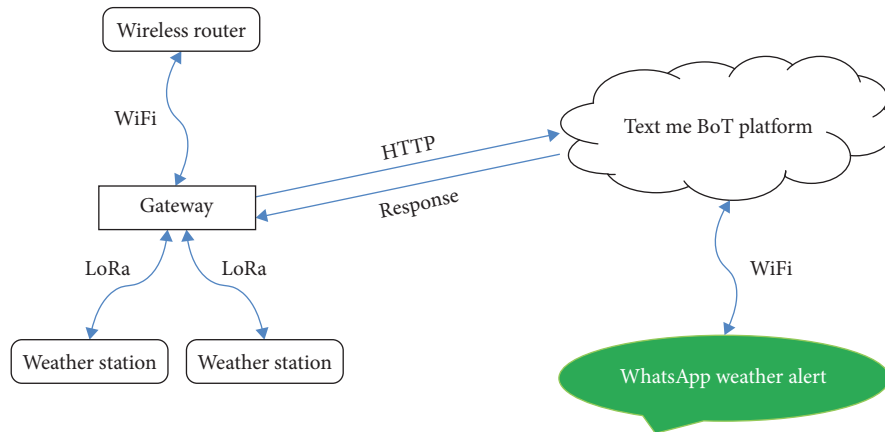 Wireless router
WiFi
Text me BoT platform
HTTP
Gateway
Response
LoRa
LoRa
WiFi
Weather station
Weather station
WhatsApp weather alert